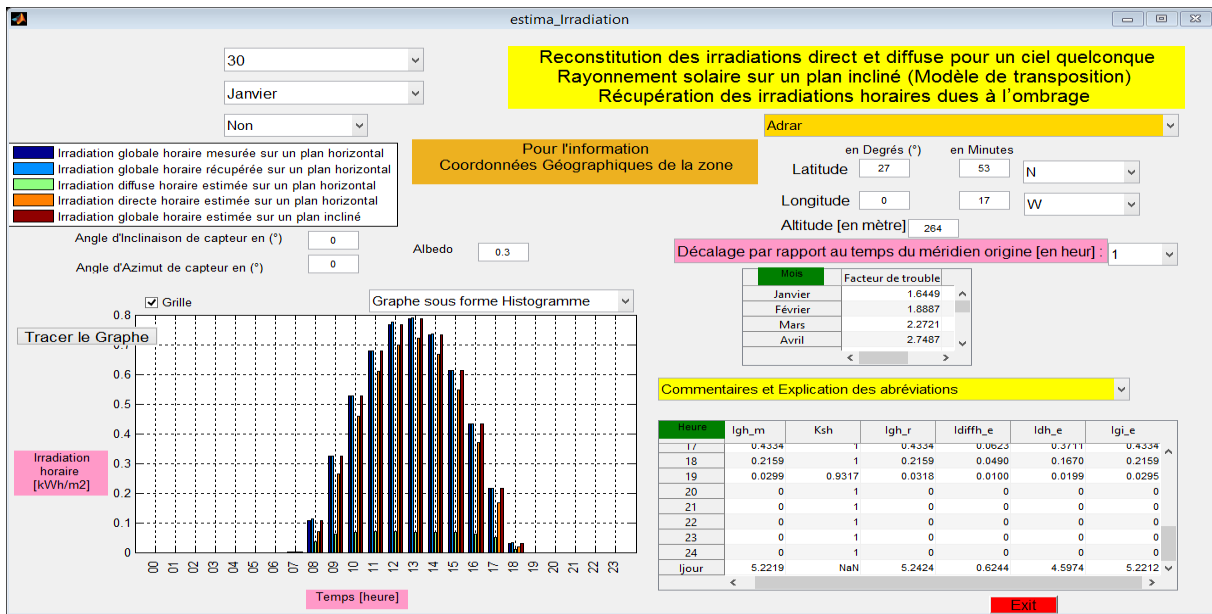 estima_Irradiation
30
Janvier
Non
Reconstitution des irradiations direct et diffuse pour un ciel quelconque
Rayonnement solaire sur un plan incliné (Modèle de transposition)
Récupération des irradiations horaires dues à l'ombrage
Adrar
Irradiation globale horaire mesurée sur un plan horizontal
Irradiation globale horaire récupérée sur un plan horizontal
Irradiation diffuse horaire estimée sur un plan horizontal
Irradiation directe horaire estimée sur un plan horizontal
Irradiation globale horaire estimée sur un plan incliné
Pour l'information
Coordonnées Géographiques de la zone
en Degrés (°) en Minutes
Latitude 27 53 N
Longitude 0 17 W
Altitude [en mètre] 264
Angle d'Inclinaison de capteur en (°) 0
Angle d'Azimut de capteur en (°) 0
Albedo 0.3
Décalage par rapport au temps du méridien origine [en heur] : 1
Mois Facteur de trouble
Janvier 1.6449
Février 1.8887
Mars 2.2721
Avril 2.7487
Grille
Graphe sous forme Histogramme
Tracer le Graphe
0.8
0.7
0.6
0.5
0.4
0.3
0.2
0.1
0
Irradiation
horaire
[kWh/m2]
00 01 02 03 04 05 06 07 08 09 10 11 12 13 14 15 16 17 18 19 20 21 22 23
Temps [heure]
Commentaires et Explication des abréviations
Heure Igh_m Ksh Igh_r Idiffh_e Idh_e Igi_e
17 0.4334 1 0.4334 0.0623 0.3711 0.4334
18 0.2159 1 0.2159 0.0490 0.1670 0.2159
19 0.0299 0.9317 0.0318 0.0100 0.0199 0.0295
20 0 1 0 0 0 0
21 0 1 0 0 0 0
22 0 1 0 0 0 0
23 0 1 0 0 0 0
24 0 1 0 0 0 0
Ijour 5.2219 NaN 5.2424 0.6244 4.5974 5.2212
Exit